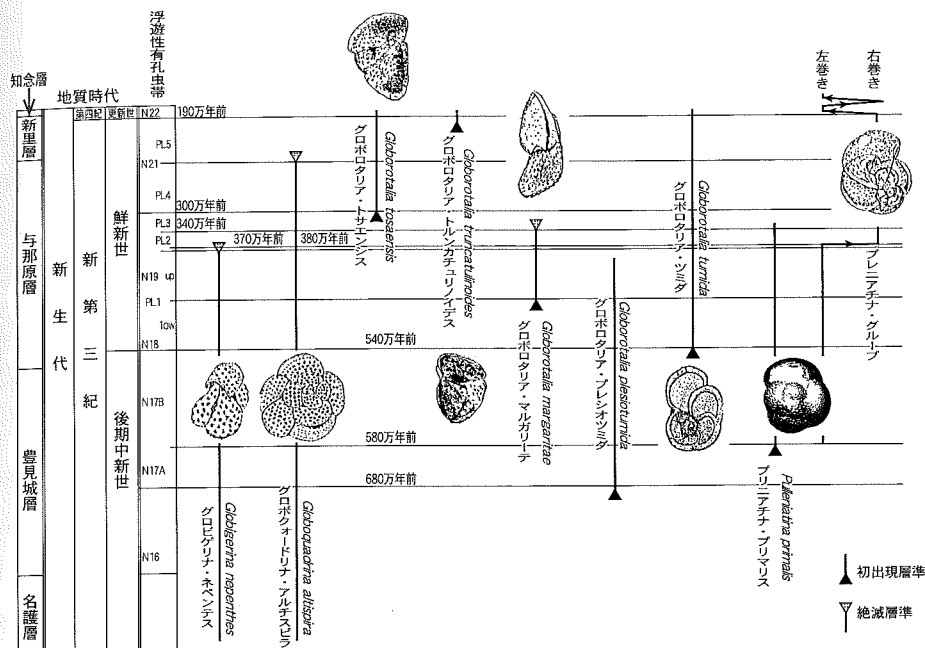 浮遊性有孔虫帯
知念層
地質時代
第四紀
更新世
N22
190万年前
新里層
与那原層
豊見城層
名護層
新生代
新第三紀
鮮新世
後期中新世
PL5
N21
PL4
300万年前
PL3
340万年前
PL2
370万年前
380万年前
N19 up
PL1
low
N18
540万年前
N17B
580万年前
N17A
680万年前
N16
Globigerina nepenthes
グロビゲリナ・ネペンテス
Globoquadrina altispira
グロボクォードリナ・アルチスピラ
Globorotalia tosaensis
グロボロタリア・トサエンシス
Globorotalia truncatulinoides
グロボロタリア・トルンカチュリノイデス
Globorotalia margaritae
グロボロタリア・マルガリーテ
Globorotalia plesiotumida
グロボロタリア・プレシオツミダ
Globorotalia tumida
グロボロタリア・ツミダ
Pulleniatina primalis
プリニアチナ・プリマリス
左巻き
右巻き
プレニアチナ・グループ
初出現層準
絶滅層準